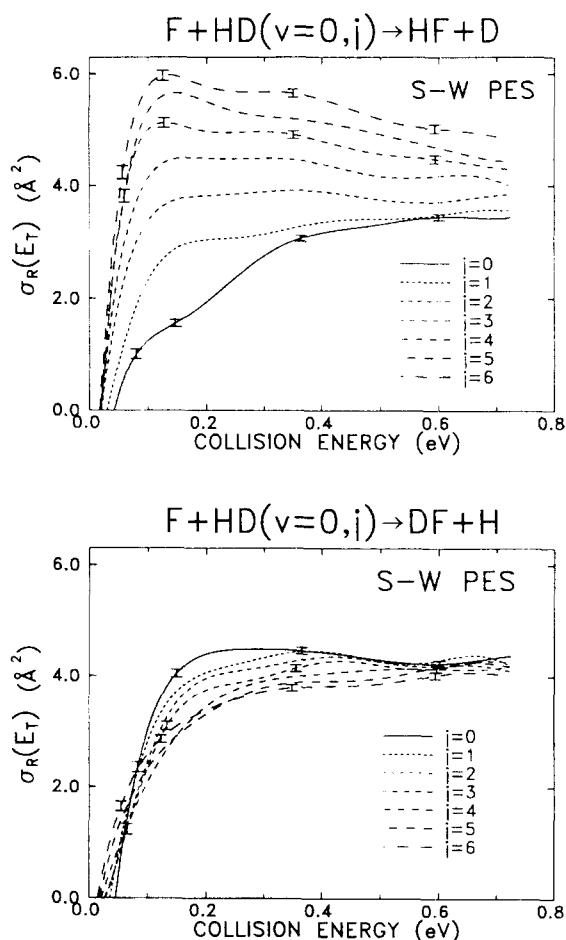 F+HD(v=0,j)→HF+D
S-W PES
6.0
4.0
2.0
0.0
σR(ET) (Å²)
j=0
j=1
j=2
j=3
j=4
j=5
j=6
0.0 0.2 0.4 0.6 0.8
COLLISION ENERGY (eV)
F+HD(v=0,j)→DF+H
S-W PES
6.0
4.0
2.0
0.0
σR(ET) (Å²)
j=0
j=1
j=2
j=3
j=4
j=5
j=6
0.0 0.2 0.4 0.6 0.8
COLLISION ENERGY (eV)